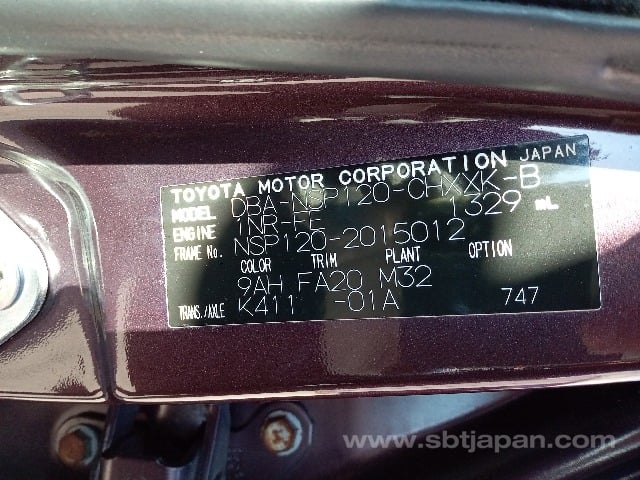 TOYOTA MOTOR CORPORATION JAPAN
MODEL DBA-NSP120-CHXXK-B
ENGINE 1NR-FE 1329 mL
FRAME No. NSP120-2015012
COLOR TRIM PLANT OPTION
9AH FA20 M32
TRANS./AXLE K411 -01A 747
www.sbtjapan.com